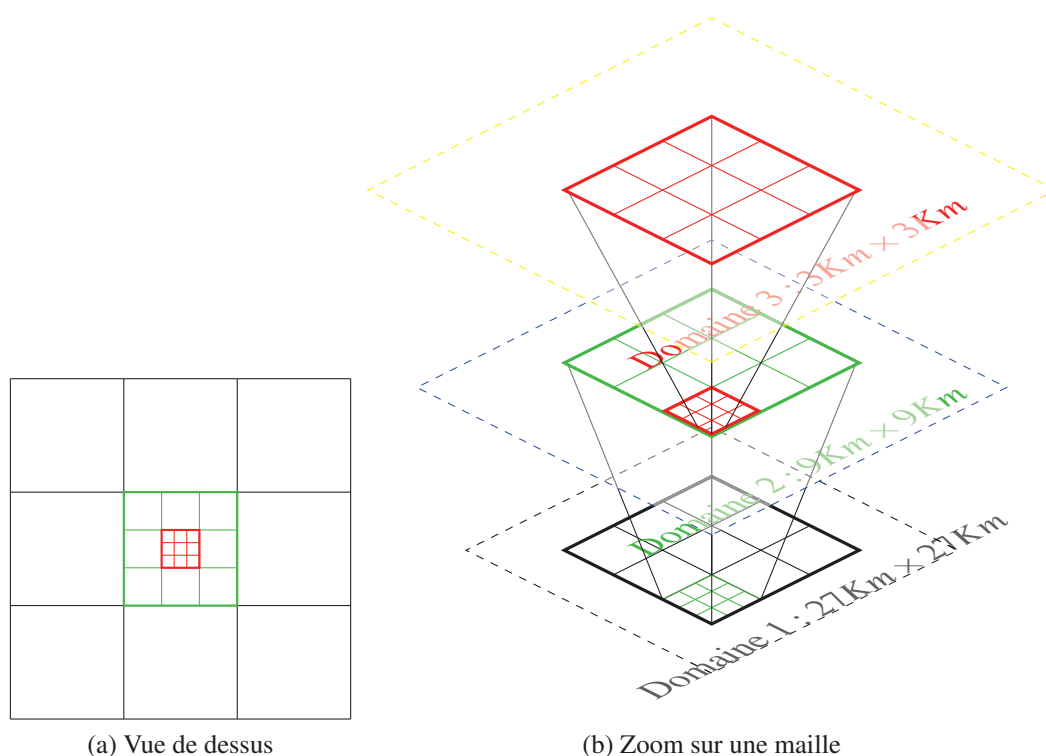 Domaine 3 : 3Km × 3Km
Domaine 2 : 9Km × 9Km
Domaine 1 : 27Km × 27Km
(a) Vue de dessus
(b) Zoom sur une maille